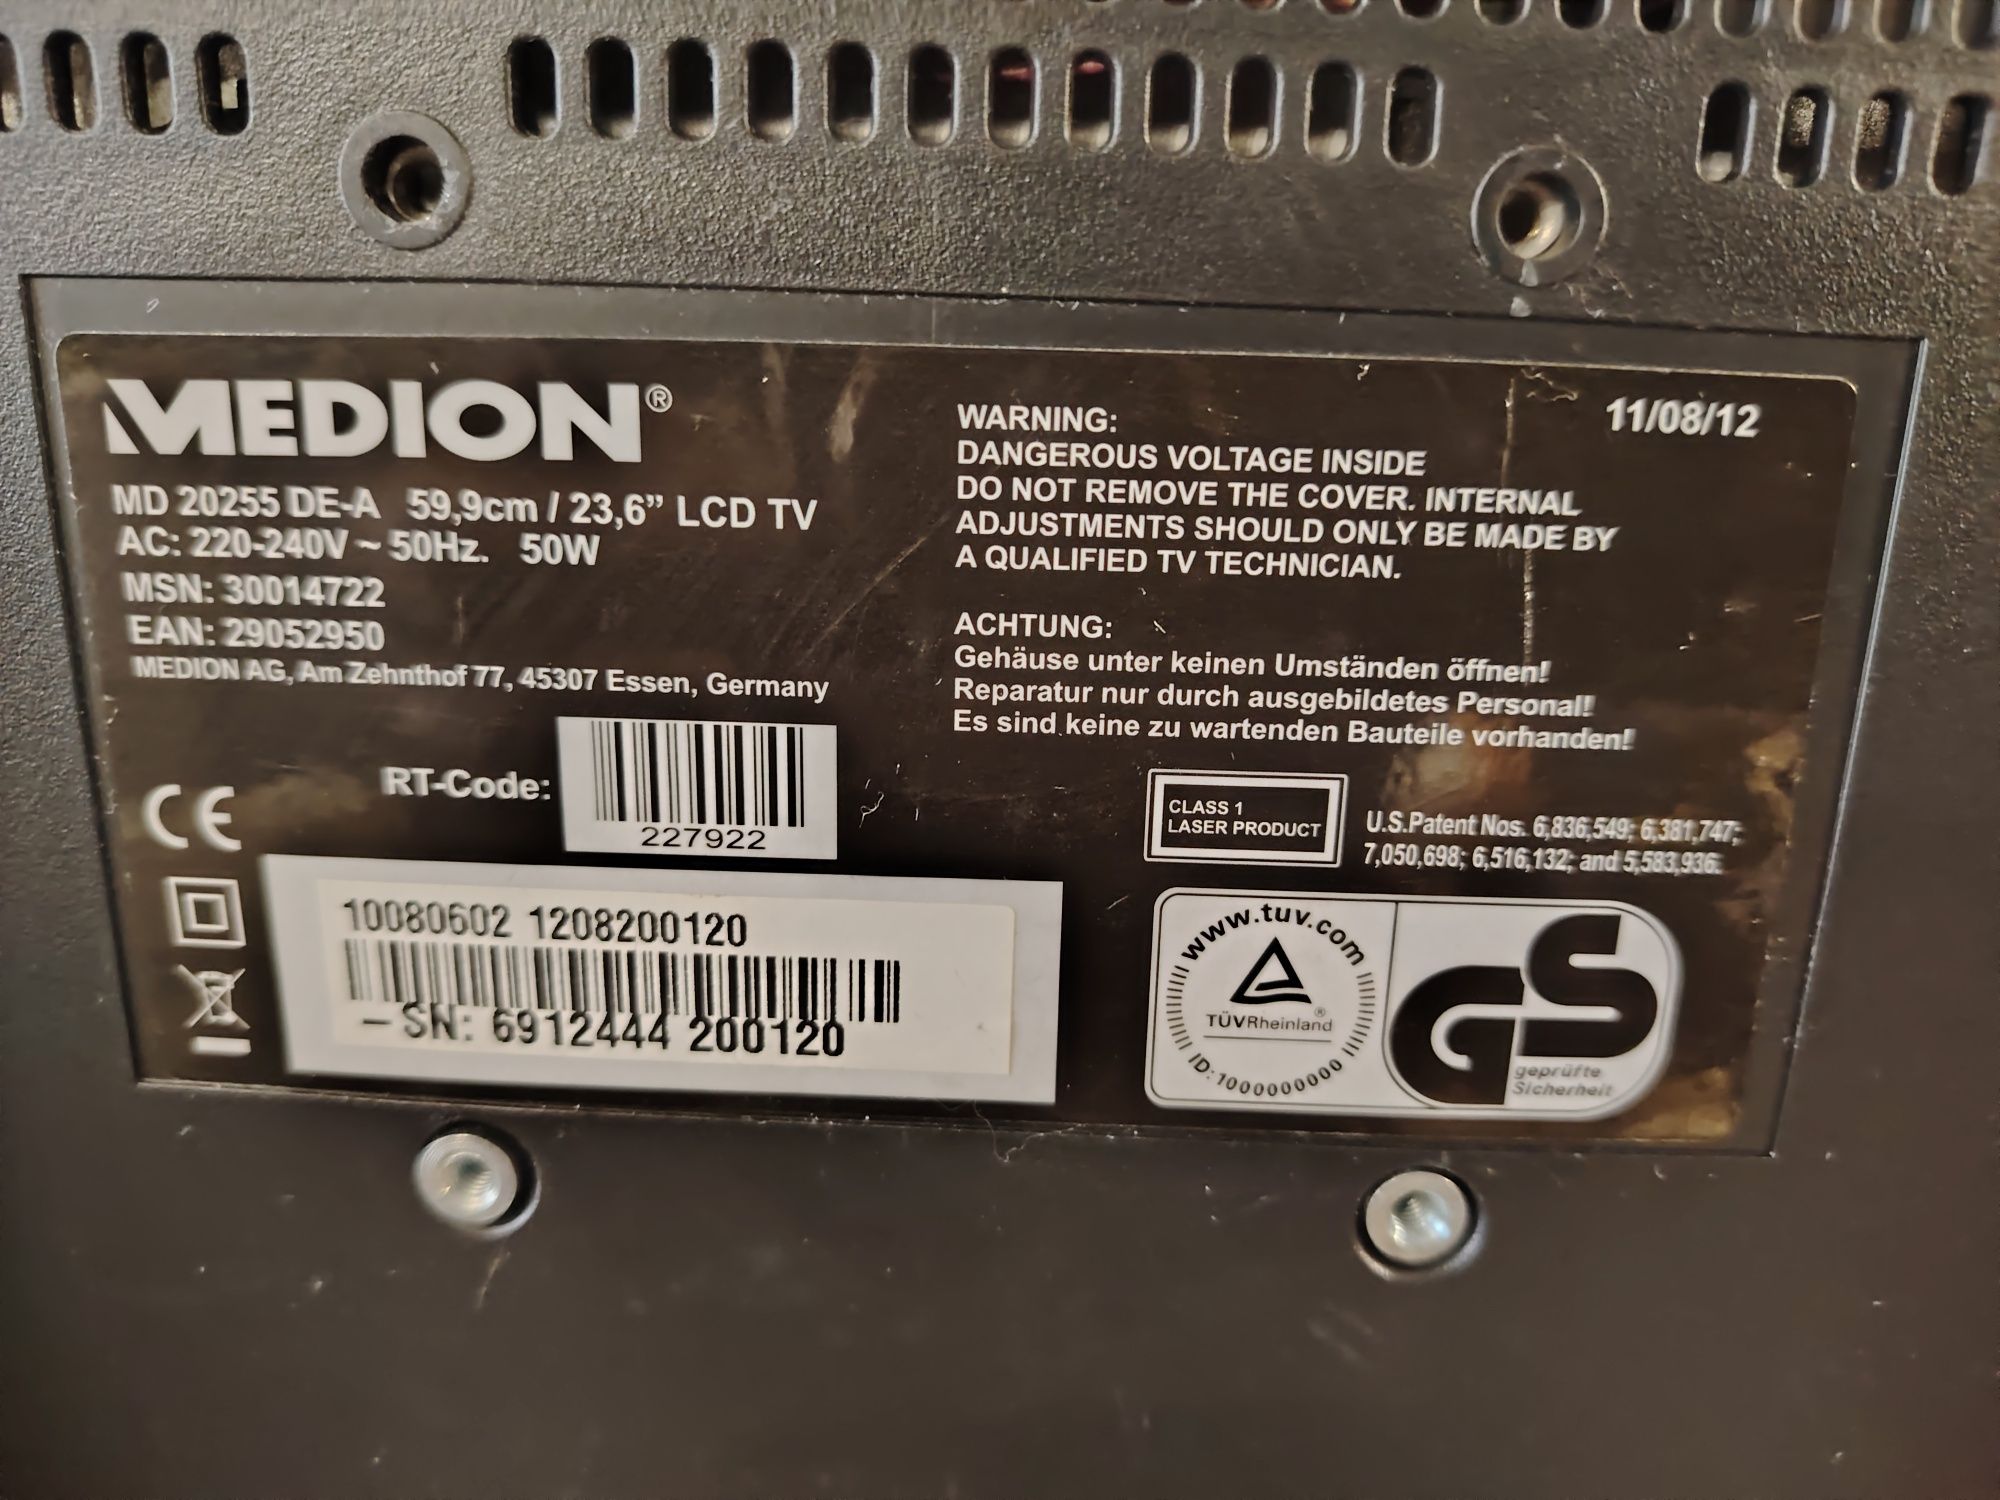 MEDION®
MD 20255 DE-A 59,9cm / 23,6” LCD TV
AC: 220-240V ~ 50Hz. 50W
MSN: 30014722
EAN: 29052950
MEDION AG, Am Zehnthof 77, 45307 Essen, Germany
RT-Code:
227922
CE
10080602 1208200120
–SN: 6912444 200120
11/08/12
WARNING:
DANGEROUS VOLTAGE INSIDE
DO NOT REMOVE THE COVER. INTERNAL
ADJUSTMENTS SHOULD ONLY BE MADE BY
A QUALIFIED TV TECHNICIAN.
ACHTUNG:
Gehäuse unter keinen Umständen öffnen!
Reparatur nur durch ausgebildetes Personal!
Es sind keine zu wartenden Bauteile vorhanden!
CLASS 1
LASER PRODUCT
U.S.Patent Nos. 6,836,549; 6,381,747;
7,050,698; 6,516,132; and 5,583,936.
www.tuv.com
TÜVRheinland®
ID: 1000000000
GS
geprüfte
Sicherheit